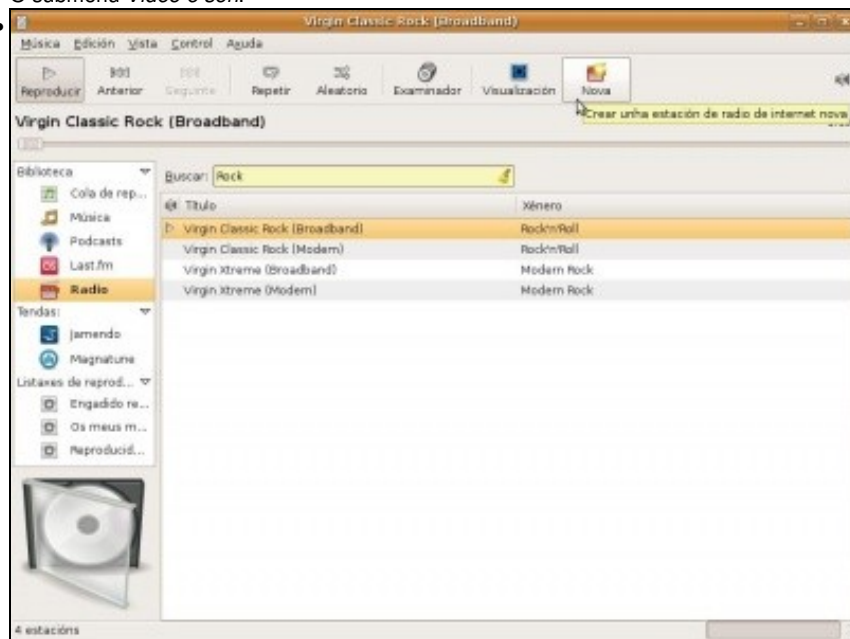 O submenú Vídeo e son.
Virgin Classic Rock (Broadband)
Música Edición Vista Control Axuda
Reproducir Anterior Seguinte Repetir Aleatorio Examinador Visualización Nova
Crear unha estación de radio de internet nova
Virgin Classic Rock (Broadband)
Biblioteca
Buscar: Rock
Cola de rep...
Título Xénero
Música
Virgin Classic Rock (Broadband) Rock'n'Roll
Podcasts
Virgin Classic Rock (Modem) Rock'n'Roll
Last.fm
Virgin Xtreme (Broadband) Modern Rock
Radio
Virgin Xtreme (Modem) Modern Rock
Tendas:
Jamendo
Magnatune
Listaxes de reprod...
Engadido re...
Os meus m...
Reproducid...
4 estacións